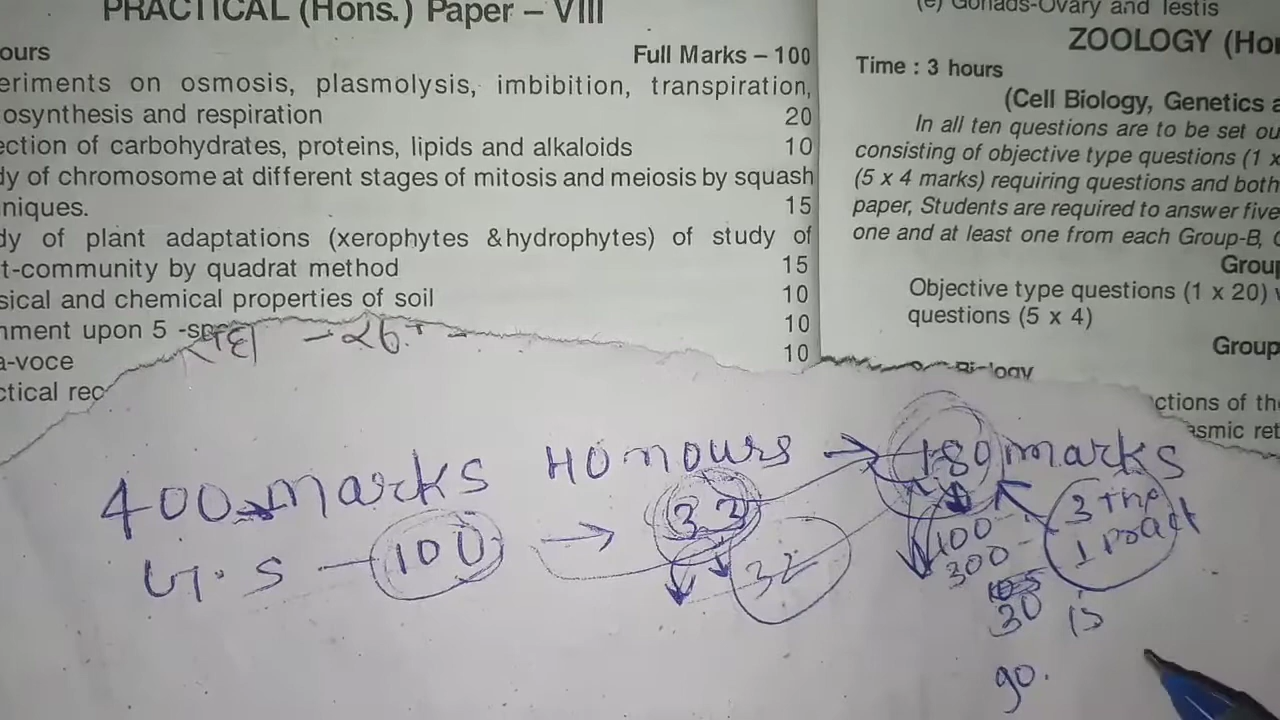 PRACTICAL (Hons.) Paper – VIII
ours
Full Marks – 100
eriments on osmosis, plasmolysis, imbibition, transpiration,
osynthesis and respiration 20
ection of carbohydrates, proteins, lipids and alkaloids 10
dy of chromosome at different stages of mitosis and meiosis by squash
niques. 15
dy of plant adaptations (xerophytes & hydrophytes) of study of
t-community by quadrat method 15
sical and chemical properties of soil 10
nment upon 5 - 10
a-voce 10
ctical rec
(e) Gonads-Ovary and Testis
ZOOLOGY (Ho
Time : 3 hours
(Cell Biology, Genetics a
In all ten questions are to be set ou
consisting of objective type questions (1 x
(5 x 4 marks) requiring questions and both
paper, Students are required to answer five
one and at least one from each Group-B, C
Group
Objective type questions (1 x 20)
questions (5 x 4)
Group
Biology
ctions of the
asmic ret
400 marks Honours → 180 marks
G.S – 100 → 33
32
100
300
30 15
90.
3 the
1 pract